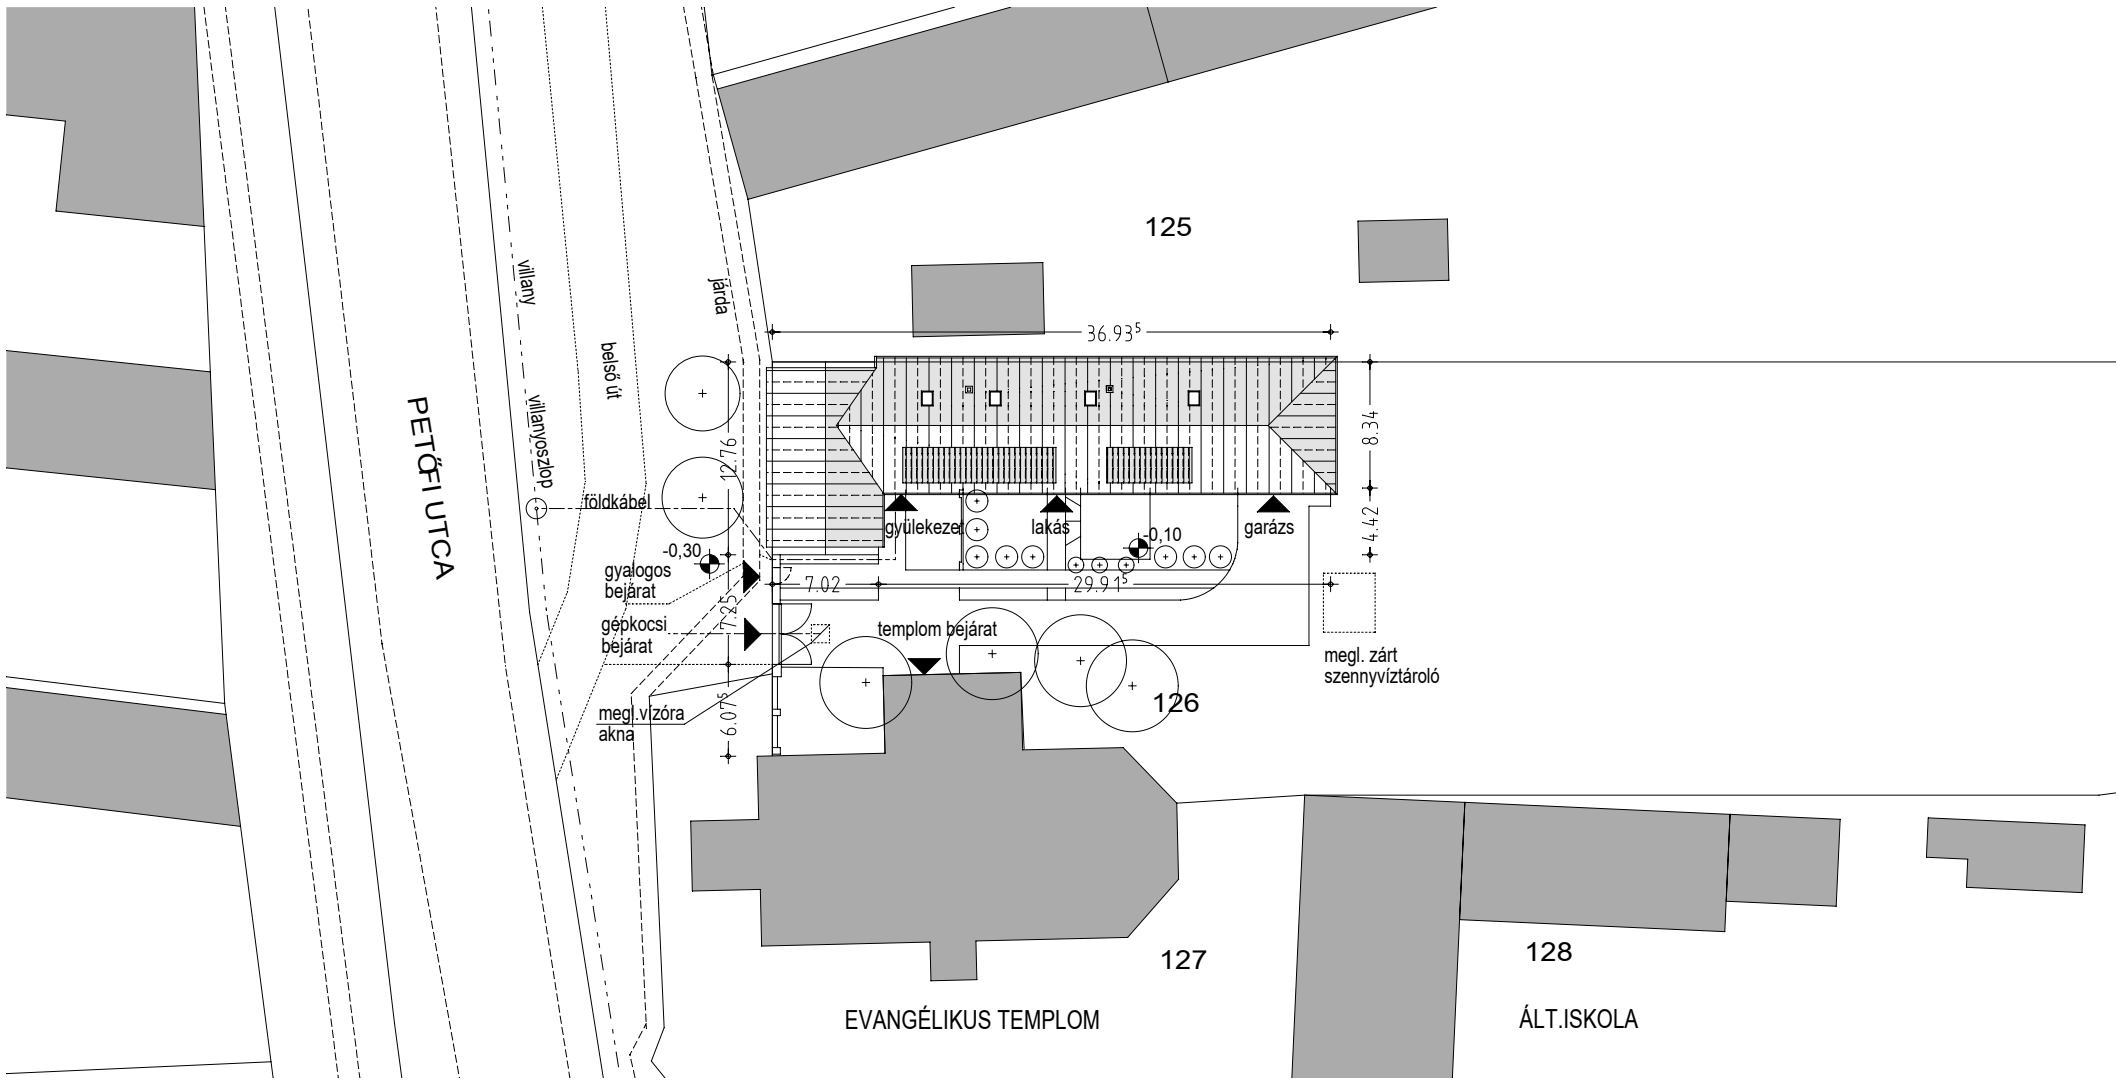 125
villany
járda
36.93⁵
belső út
PETŐFI UTCA
villanyoszlop
12.76
8.34
földkábel
gyülekezet
lakás
garázs
4.42
-0,30
-0,10
gyalogos
bejárat
7.02
29.91⁵
7.25
gépkocsi
bejárat
templom bejárat
megl. zárt
szennyvíztároló
126
megl.vízóra
akna
6.07⁵
127
128
EVANGÉLIKUS TEMPLOM
ÁLT.ISKOLA